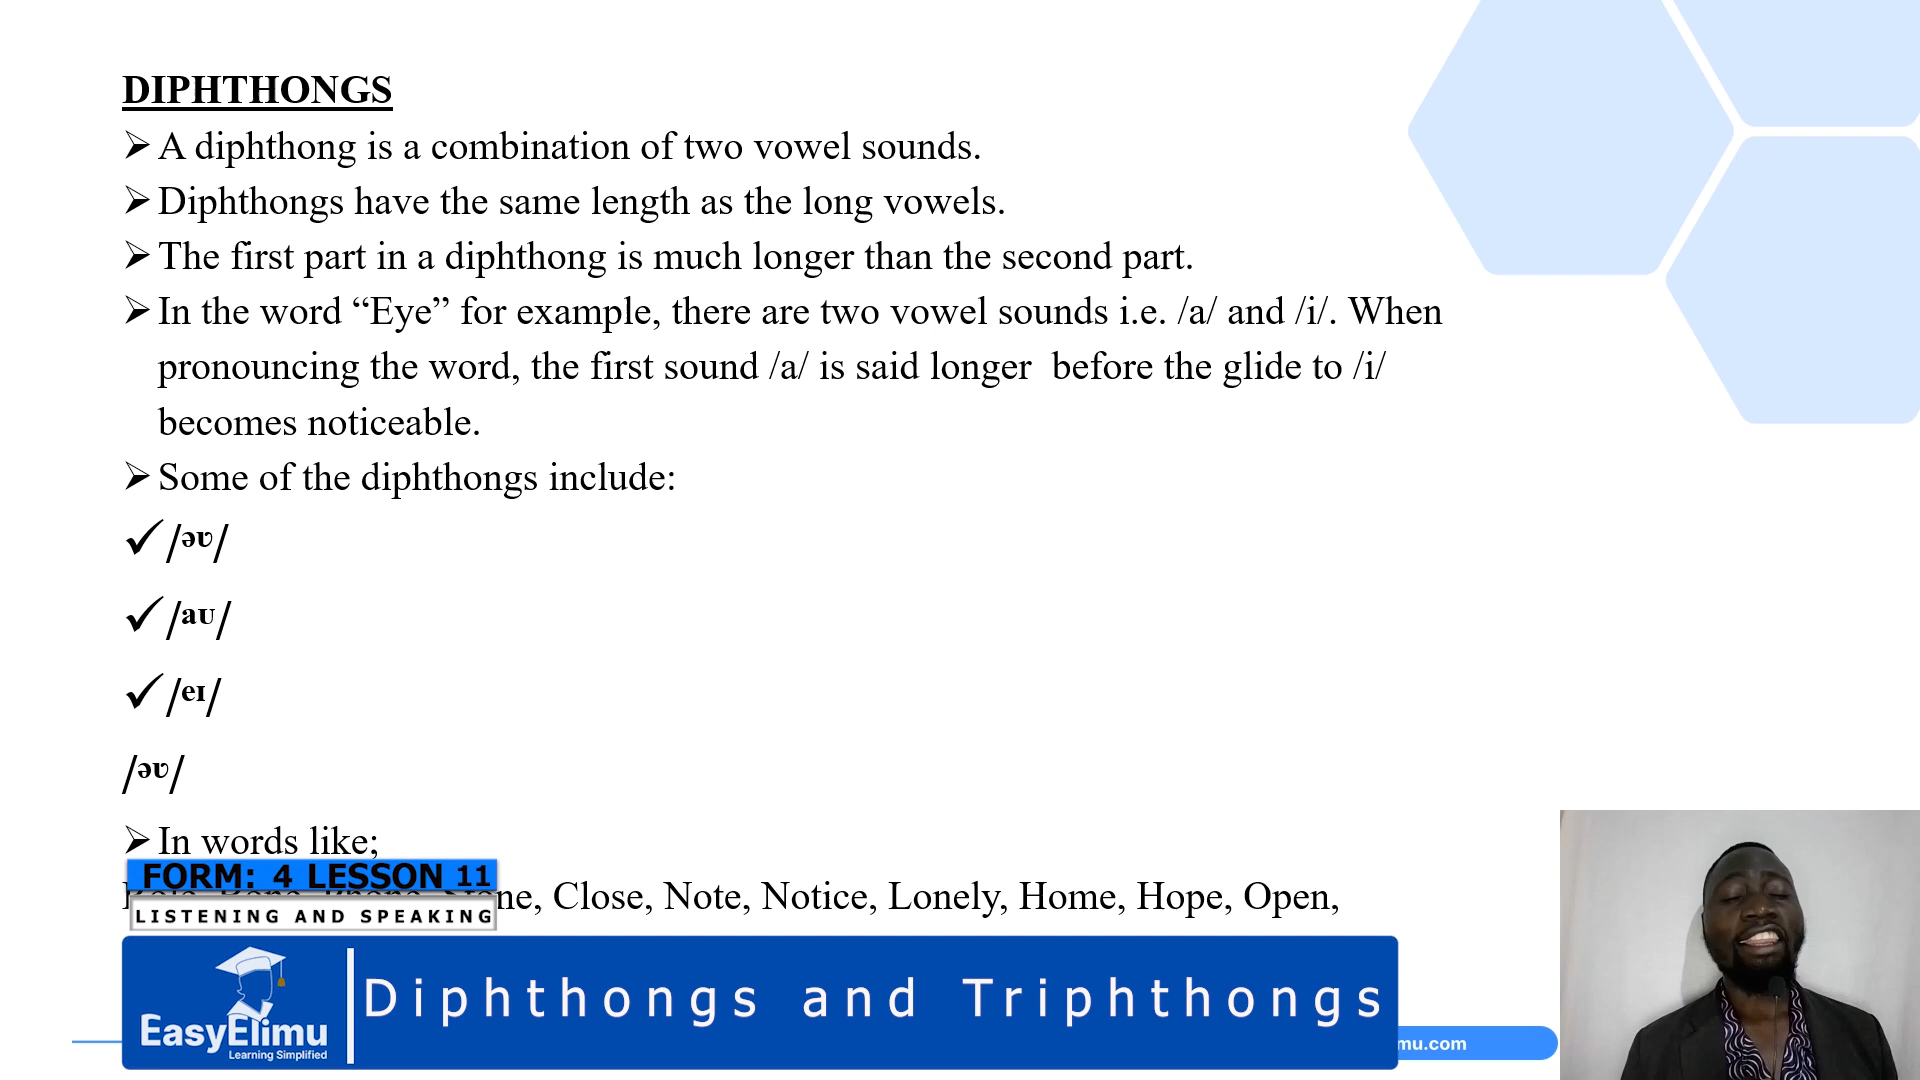 DIPHTHONGS
➢ A diphthong is a combination of two vowel sounds.
➢ Diphthongs have the same length as the long vowels.
➢ The first part in a diphthong is much longer than the second part.
➢ In the word “Eye” for example, there are two vowel sounds i.e. /a/ and /i/. When
pronouncing the word, the first sound /a/ is said longer  before the glide to /i/
becomes noticeable.
➢ Some of the diphthongs include:
✓ /əʋ/
✓ /aᴜ/
✓ /eɪ/
/əʋ/
➢ In words like;
Close, Note, Notice, Lonely, Home, Hope, Open,
FORM: 4 LESSON 11
LISTENING AND SPEAKING
EasyElimu
Learning Simplified
Diphthongs and Triphthongs
mu.com